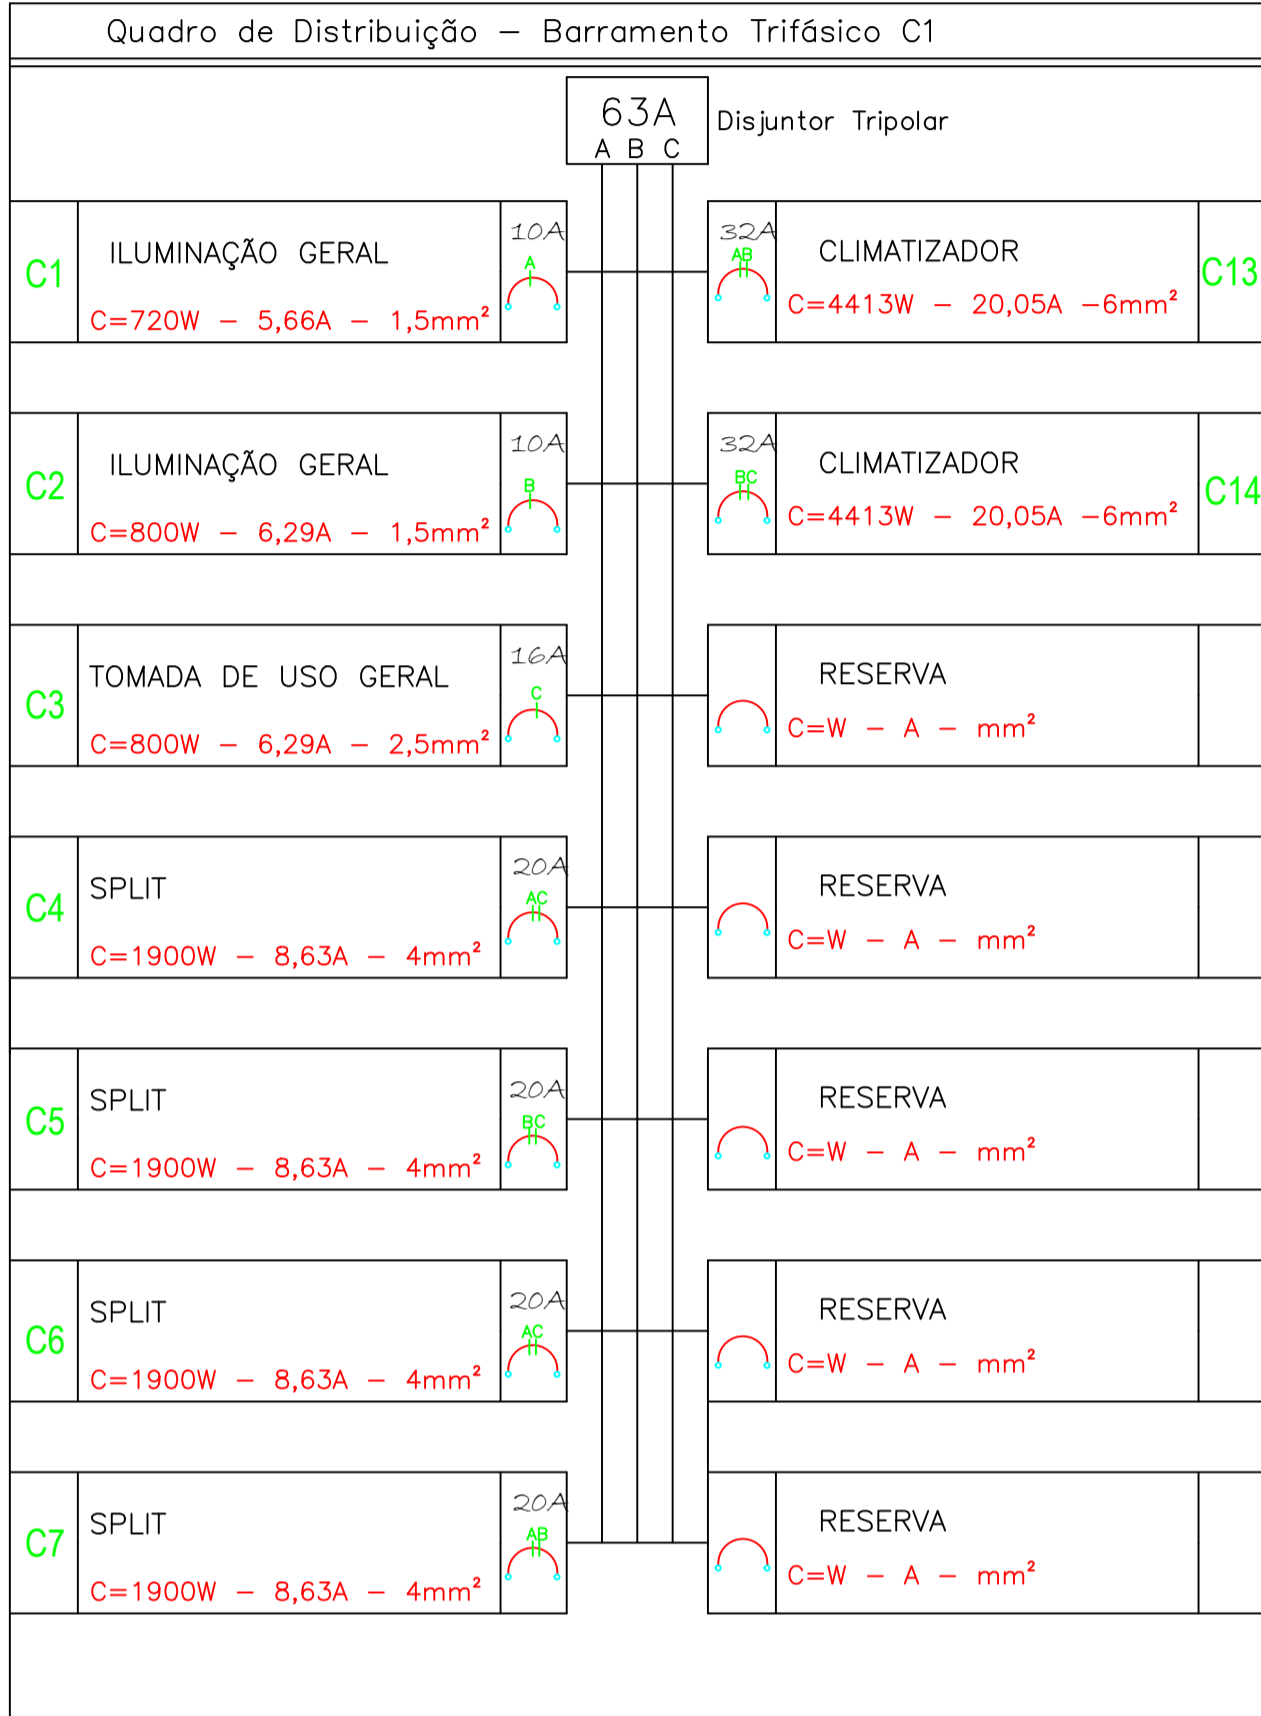 Quadro de Distribuição – Barramento Trifásico C1
63A
A B C
Disjuntor Tripolar
C1
ILUMINAÇÃO GERAL
C=720W – 5,66A – 1,5mm²
10A
A
32A
AB
CLIMATIZADOR
C=4413W – 20,05A –6mm²
C13
C2
ILUMINAÇÃO GERAL
C=800W – 6,29A – 1,5mm²
10A
B
32A
BC
CLIMATIZADOR
C=4413W – 20,05A –6mm²
C14
C3
TOMADA DE USO GERAL
C=800W – 6,29A – 2,5mm²
16A
C
RESERVA
C=W – A – mm²
C4
SPLIT
C=1900W – 8,63A – 4mm²
20A
AC
RESERVA
C=W – A – mm²
C5
SPLIT
C=1900W – 8,63A – 4mm²
20A
BC
RESERVA
C=W – A – mm²
C6
SPLIT
C=1900W – 8,63A – 4mm²
20A
AC
RESERVA
C=W – A – mm²
C7
SPLIT
C=1900W – 8,63A – 4mm²
20A
AB
RESERVA
C=W – A – mm²